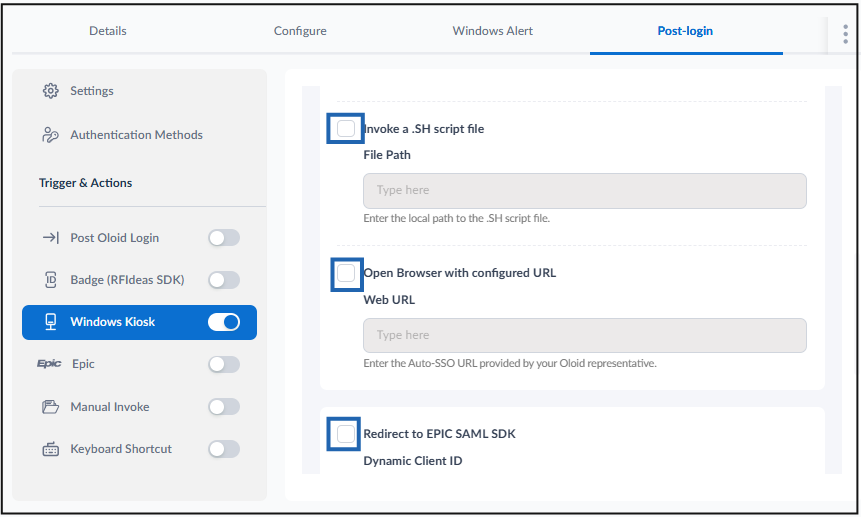 Details
Configure
Windows Alert
Post-login
Settings
Authentication Methods
Trigger & Actions
Post Oloid Login
Badge (RFIdeas SDK)
Windows Kiosk
Epic Epic
Manual Invoke
Keyboard Shortcut
Invoke a .SH script file
File Path
Type here
Enter the local path to the .SH script file.
Open Browser with configured URL
Web URL
Type here
Enter the Auto-SSO URL provided by your Oloid representative.
Redirect to EPIC SAML SDK
Dynamic Client ID